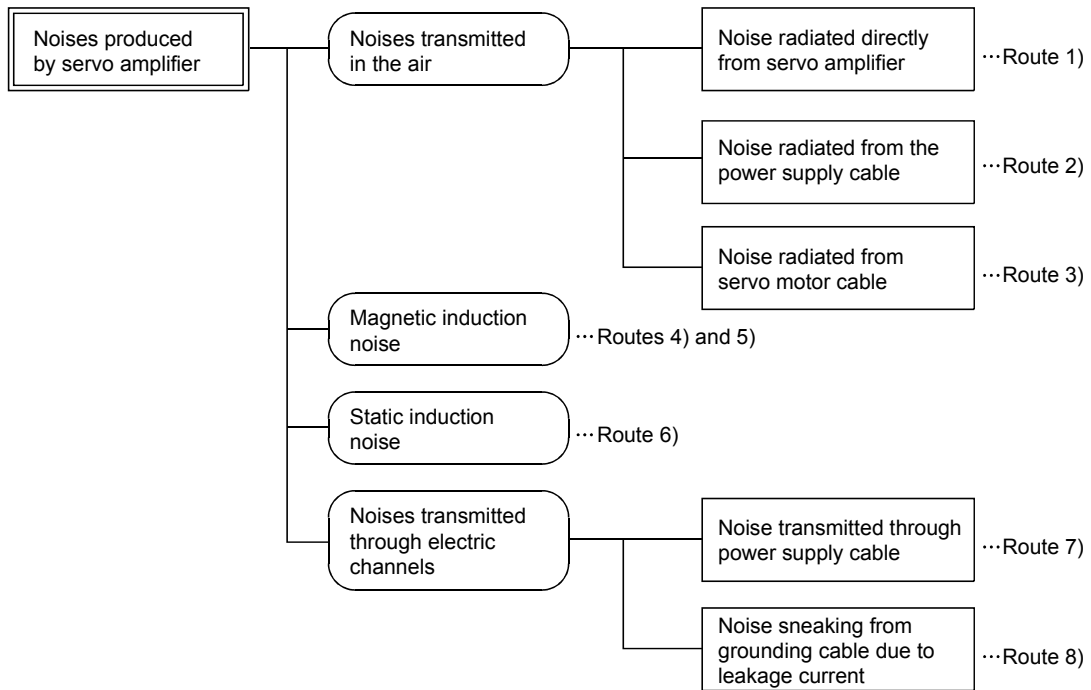 Noises produced
by servo amplifier
Noises transmitted
in the air
Noise radiated directly
from servo amplifier
…Route 1)
Noise radiated from the
power supply cable
…Route 2)
Noise radiated from
servo motor cable
…Route 3)
Magnetic induction
noise
…Routes 4) and 5)
Static induction
noise
…Route 6)
Noises transmitted
through electric
channels
Noise transmitted through
power supply cable
…Route 7)
Noise sneaking from
grounding cable due to
leakage current
…Route 8)